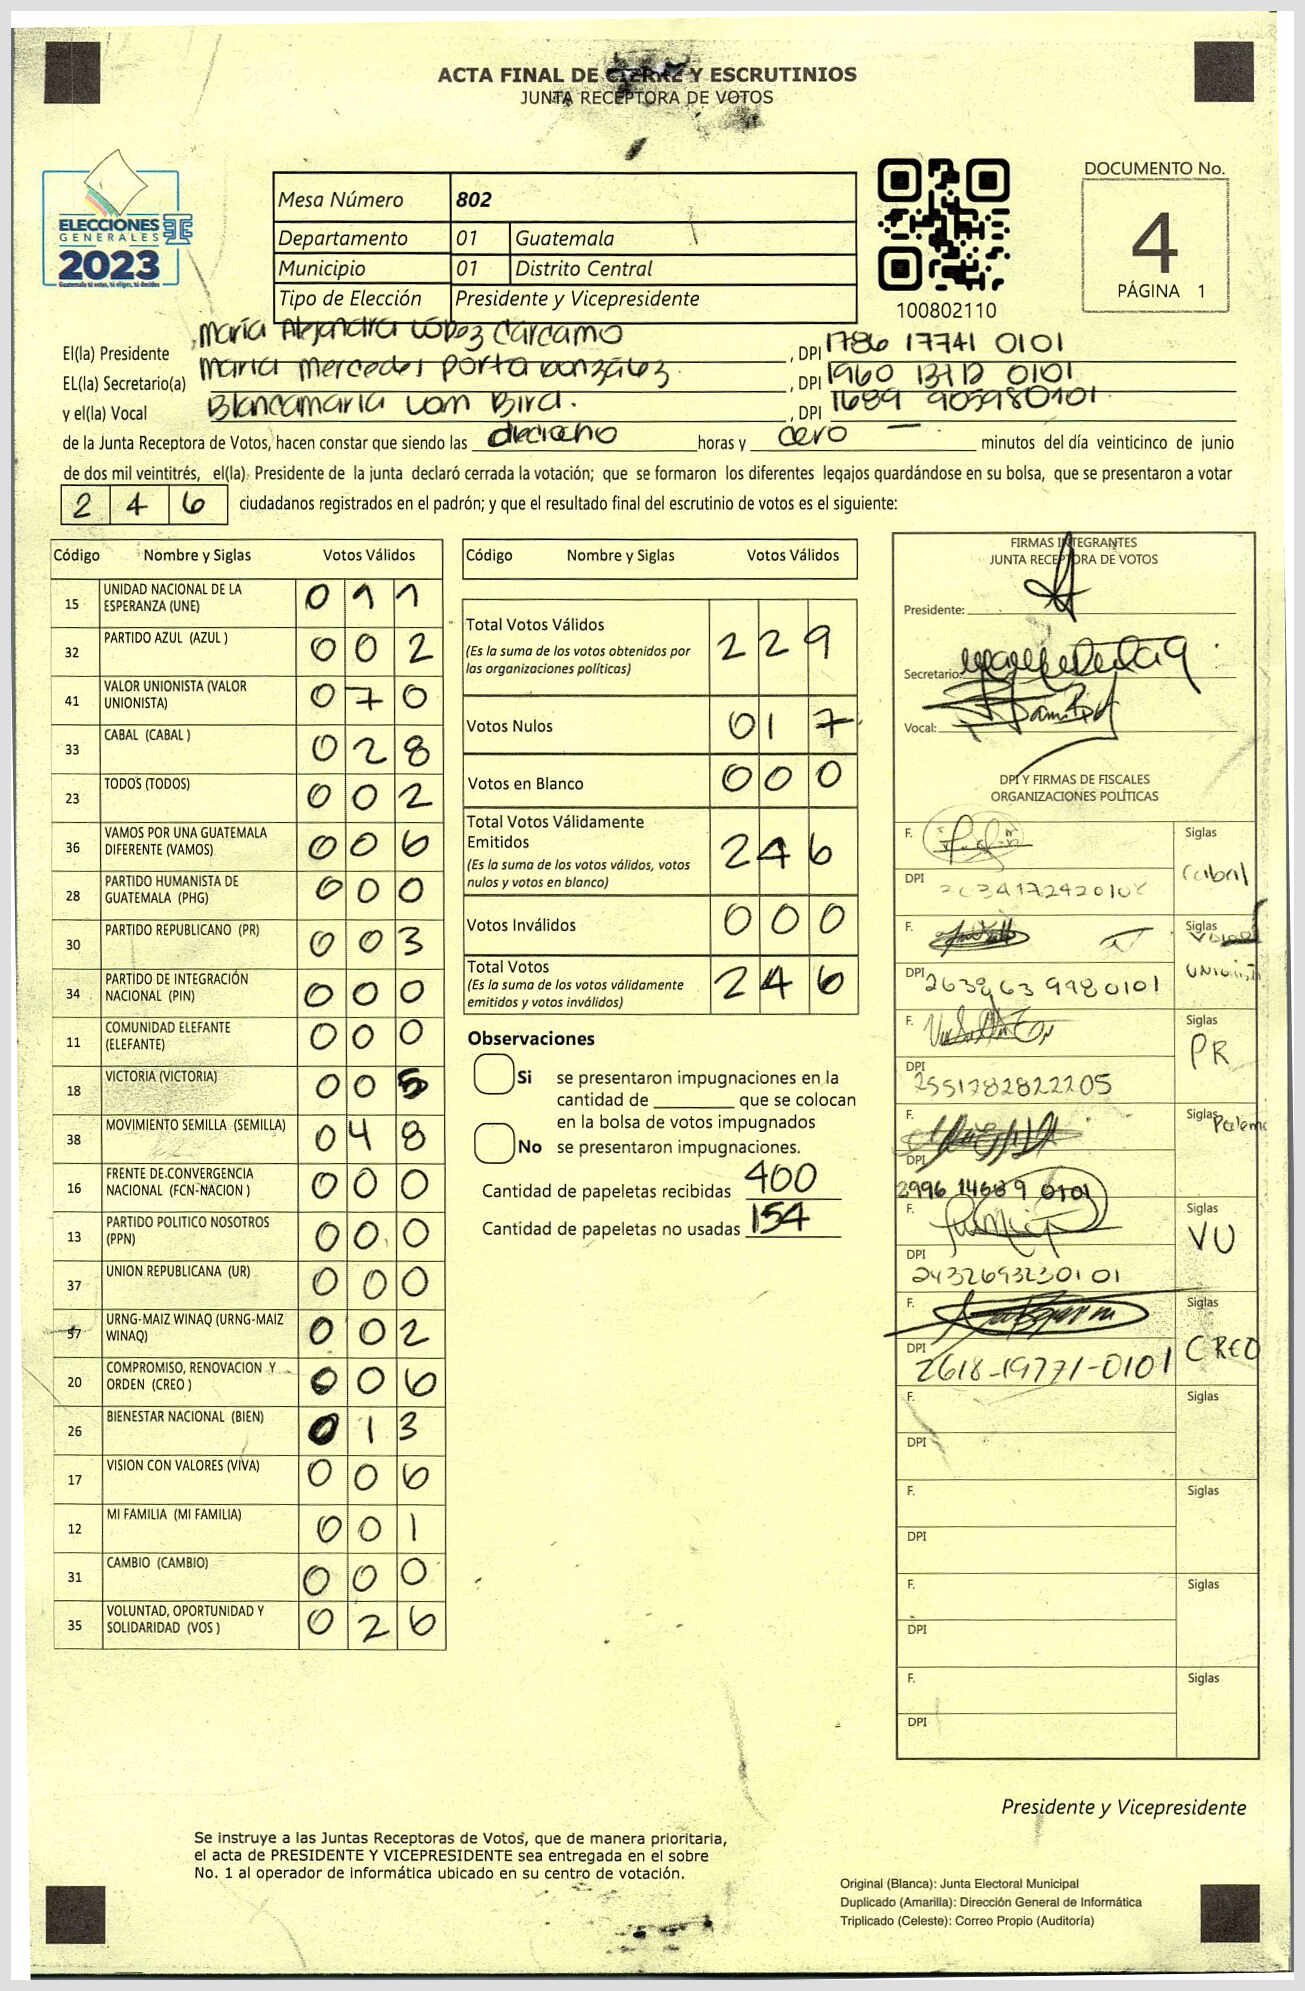 ACTA FINAL DE CIERRE Y ESCRUTINIOS
JUNTA RECEPTORA DE VOTOS
ELECCIONES
GENERALES
2023
Guatemala tú votas, tú eliges, tú decides
Mesa Número 802
Departamento 01 Guatemala
Municipio 01 Distrito Central
Tipo de Elección Presidente y Vicepresidente
100802110
DOCUMENTO No.
4
PÁGINA 1
El(la) Presidente María Alejandra López Cárcamo, DPI 1786 17741 0101
EL(la) Secretario(a) María Mercedes Porta González, DPI 1960 0101
y el(la) Vocal Blancamaría Bird., DPI 1689 905980101
de la Junta Receptora de Votos, hacen constar que siendo las dieciocho horas y cero minutos del día veinticinco de junio
de dos mil veintitrés, el(la) Presidente de la junta declaró cerrada la votación; que se formaron los diferentes legajos guardándose en su bolsa, que se presentaron a votar
2 4 6 ciudadanos registrados en el padrón; y que el resultado final del escrutinio de votos es el siguiente:
Código Nombre y Siglas Votos Válidos
15 UNIDAD NACIONAL DE LA ESPERANZA (UNE) 0 1 1
32 PARTIDO AZUL (AZUL ) 0 0 2
41 VALOR UNIONISTA (VALOR UNIONISTA) 0 7 0
33 CABAL (CABAL ) 0 2 8
23 TODOS (TODOS) 0 0 2
36 VAMOS POR UNA GUATEMALA DIFERENTE (VAMOS) 0 0 6
28 PARTIDO HUMANISTA DE GUATEMALA (PHG) 0 0 0
30 PARTIDO REPUBLICANO (PR) 0 0 3
34 PARTIDO DE INTEGRACIÓN NACIONAL (PIN) 0 0 0
11 COMUNIDAD ELEFANTE (ELEFANTE) 0 0 0
18 VICTORIA (VICTORIA) 0 0 5
38 MOVIMIENTO SEMILLA (SEMILLA) 0 4 8
16 FRENTE DE CONVERGENCIA NACIONAL (FCN-NACION ) 0 0 0
13 PARTIDO POLITICO NOSOTROS (PPN) 0 0 0
37 UNION REPUBLICANA (UR) 0 0 0
57 URNG-MAIZ WINAQ (URNG-MAIZ WINAQ) 0 0 2
20 COMPROMISO, RENOVACION Y ORDEN (CREO ) 0 0 6
26 BIENESTAR NACIONAL (BIEN) 0 1 3
17 VISION CON VALORES (VIVA) 0 0 6
12 MI FAMILIA (MI FAMILIA) 0 0 1
31 CAMBIO (CAMBIO) 0 0 0
35 VOLUNTAD, OPORTUNIDAD Y SOLIDARIDAD (VOS ) 0 2 6
Código Nombre y Siglas Votos Válidos
Total Votos Válidos 2 2 9
(Es la suma de los votos obtenidos por
las organizaciones políticas)
Votos Nulos 0 1 7
Votos en Blanco 0 0 0
Total Votos Válidamente
Emitidos 2 4 6
(Es la suma de los votos válidos, votos
nulos y votos en blanco)
Votos Inválidos 0 0 0
Total Votos 2 4 6
(Es la suma de los votos válidamente
emitidos y votos inválidos)
Observaciones
Si se presentaron impugnaciones en la
cantidad de ________ que se colocan
en la bolsa de votos impugnados
No se presentaron impugnaciones.
Cantidad de papeletas recibidas 400
Cantidad de papeletas no usadas 154
FIRMAS INTEGRANTES
JUNTA RECEPTORA DE VOTOS
Presidente:
Secretario:
Vocal:
DPI Y FIRMAS DE FISCALES
ORGANIZACIONES POLÍTICAS
F. Siglas
DPI
F. Siglas Valor
DPI Unionista
F. Siglas PR
DPI 2551782822205
F. Siglas
DPI 2996 14689 0101
F. Siglas VU
DPI 2432693230101
F. Siglas CREO
DPI 2618-19771-0101
F. Siglas
DPI
F. Siglas
DPI
F. Siglas
DPI
F. Siglas
DPI
Presidente y Vicepresidente
Se instruye a las Juntas Receptoras de Votos, que de manera prioritaria,
el acta de PRESIDENTE Y VICEPRESIDENTE sea entregada en el sobre
No. 1 al operador de informática ubicado en su centro de votación.
Original (Blanca): Junta Electoral Municipal
Duplicado (Amarilla): Dirección General de Informática
Triplicado (Celeste): Correo Propio (Auditoría)